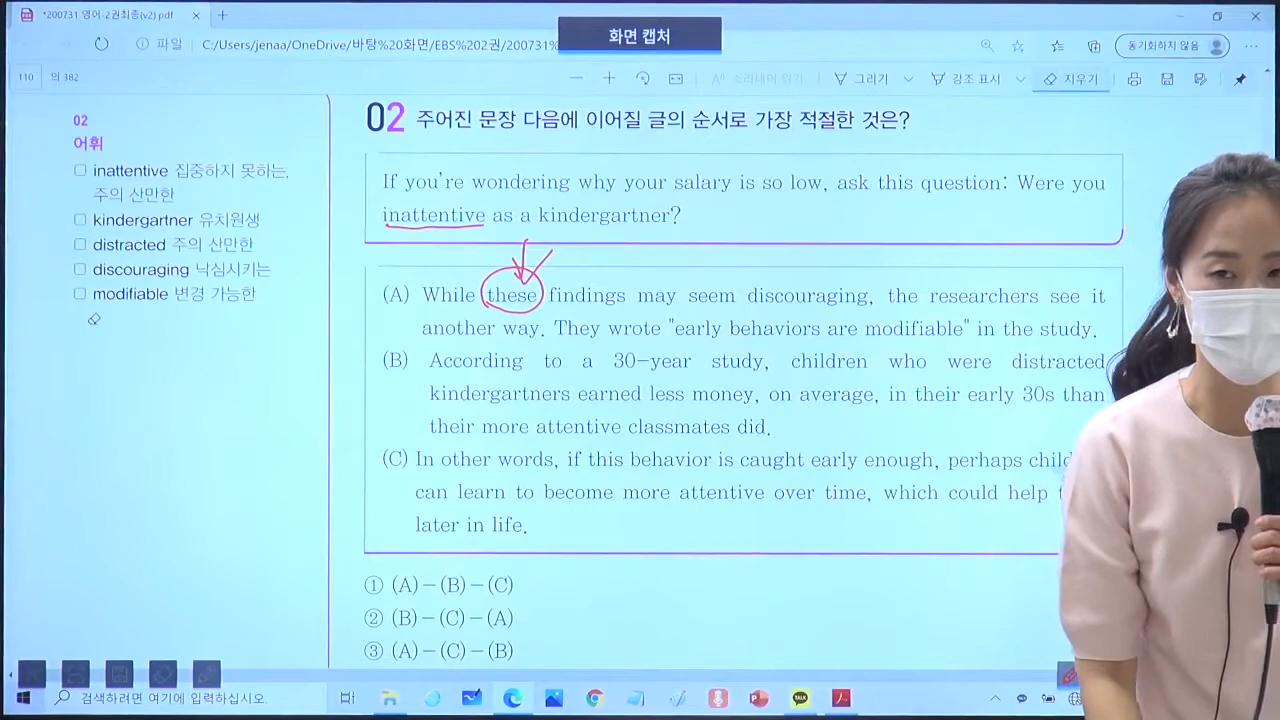 *200731 영어-2권최종(v2).pdf
화면 캡처
파일 C:/Users/jenaa/OneDrive/바탕%20화면/EBS%202권/200731%
동기화하지 않음
110 의 382
소리내어 읽기 그리기 강조 표시 지우기
02
어휘
inattentive 집중하지 못하는,
주의 산만한
kindergartner 유치원생
distracted 주의 산만한
discouraging 낙심시키는
modifiable 변경 가능한
02 주어진 문장 다음에 이어질 글의 순서로 가장 적절한 것은?
If you're wondering why your salary is so low, ask this question: Were you
inattentive as a kindergartner?
(A) While these findings may seem discouraging, the researchers see it
another way. They wrote "early behaviors are modifiable" in the study.
(B) According to a 30-year study, children who were distracted
kindergartners earned less money, on average, in their early 30s than
their more attentive classmates did.
(C) In other words, if this behavior is caught early enough, perhaps
can learn to become more attentive over time, which could help
later in life.
① (A)-(B)-(C)
② (B)-(C)-(A)
③ (A)-(C)-(B)
검색하려면 여기에 입력하십시오.
TALK